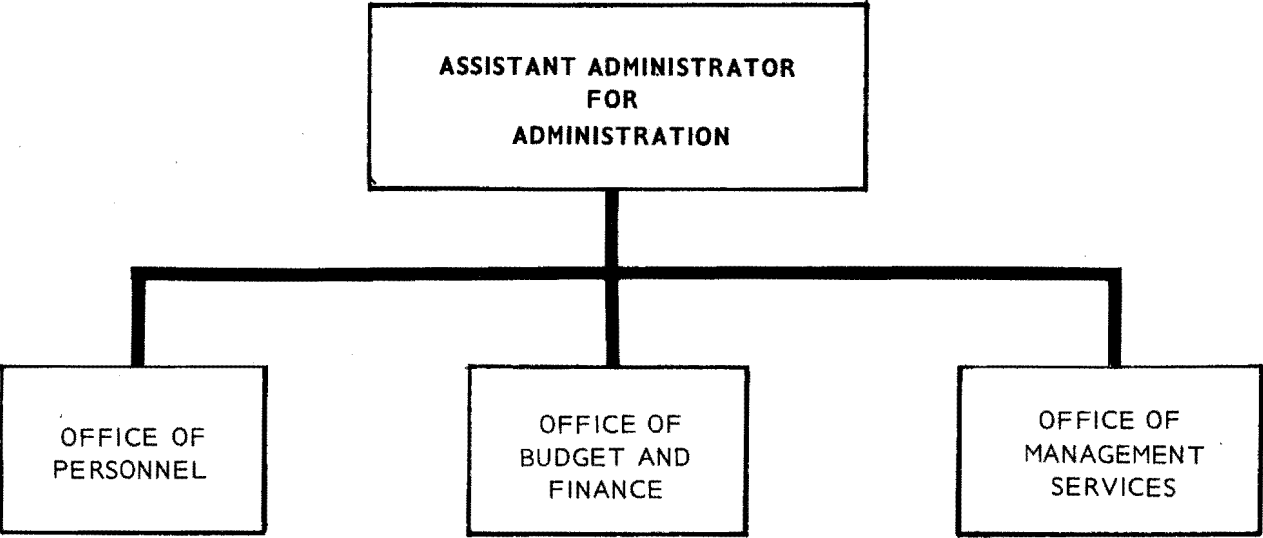 ASSISTANT ADMINISTRATOR
FOR
ADMINISTRATION
OFFICE OF
PERSONNEL
OFFICE OF
BUDGET AND
FINANCE
OFFICE OF
MANAGEMENT
SERVICES